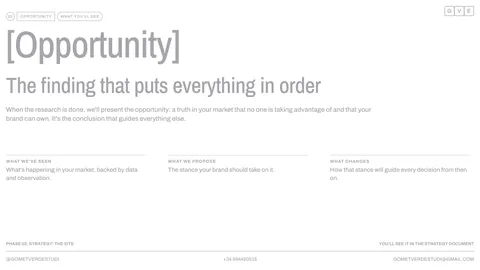 OPPORTUNITY WHAT YOU'LL SEE
G V E
[Opportunity]
The finding that puts everything in order
When the research is done, we'll present the opportunity: a truth in your market that no one is taking advantage of and that your
brand can own. It's the conclusion that guides everything else.
WHAT WE'VE SEEN
What's happening in your market, backed by data
and observation.
WHAT WE PROPOSE
The stance your brand should take on it.
WHAT CHANGES
How that stance will guide every decision from then
on.
PHASE 02, STRATEGY: THE SITE
YOU'LL SEE IT IN THE STRATEGY DOCUMENT
@GOMETVERDESTUDI
GOMETVERDESTUDI@GMAIL.COM